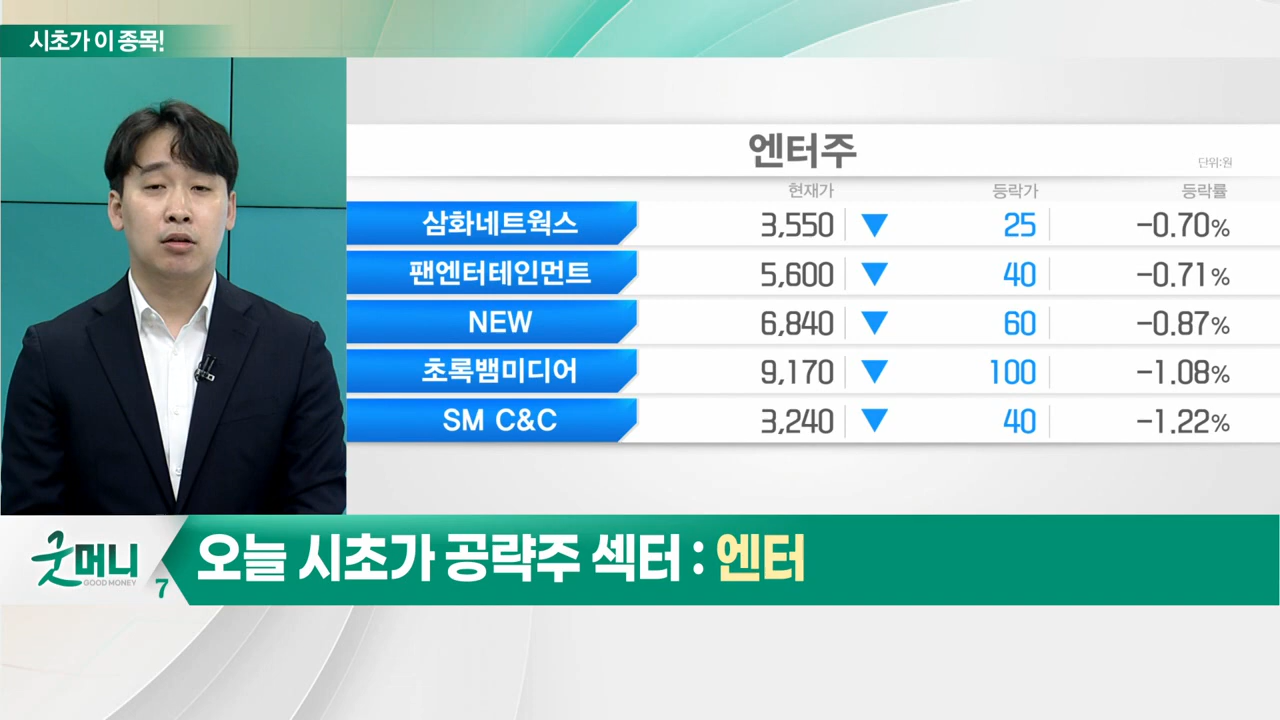 시초가 이 종목!
엔터주
단위:원
현재가 등락가 등락률
삼화네트웍스 3,550 ▼ 25 -0.70%
팬엔터테인먼트 5,600 ▼ 40 -0.71%
NEW 6,840 ▼ 60 -0.87%
초록뱀미디어 9,170 ▼ 100 -1.08%
SM C&C 3,240 ▼ 40 -1.22%
굿머니
GOOD MONEY
7
오늘 시초가 공략주 섹터 : 엔터